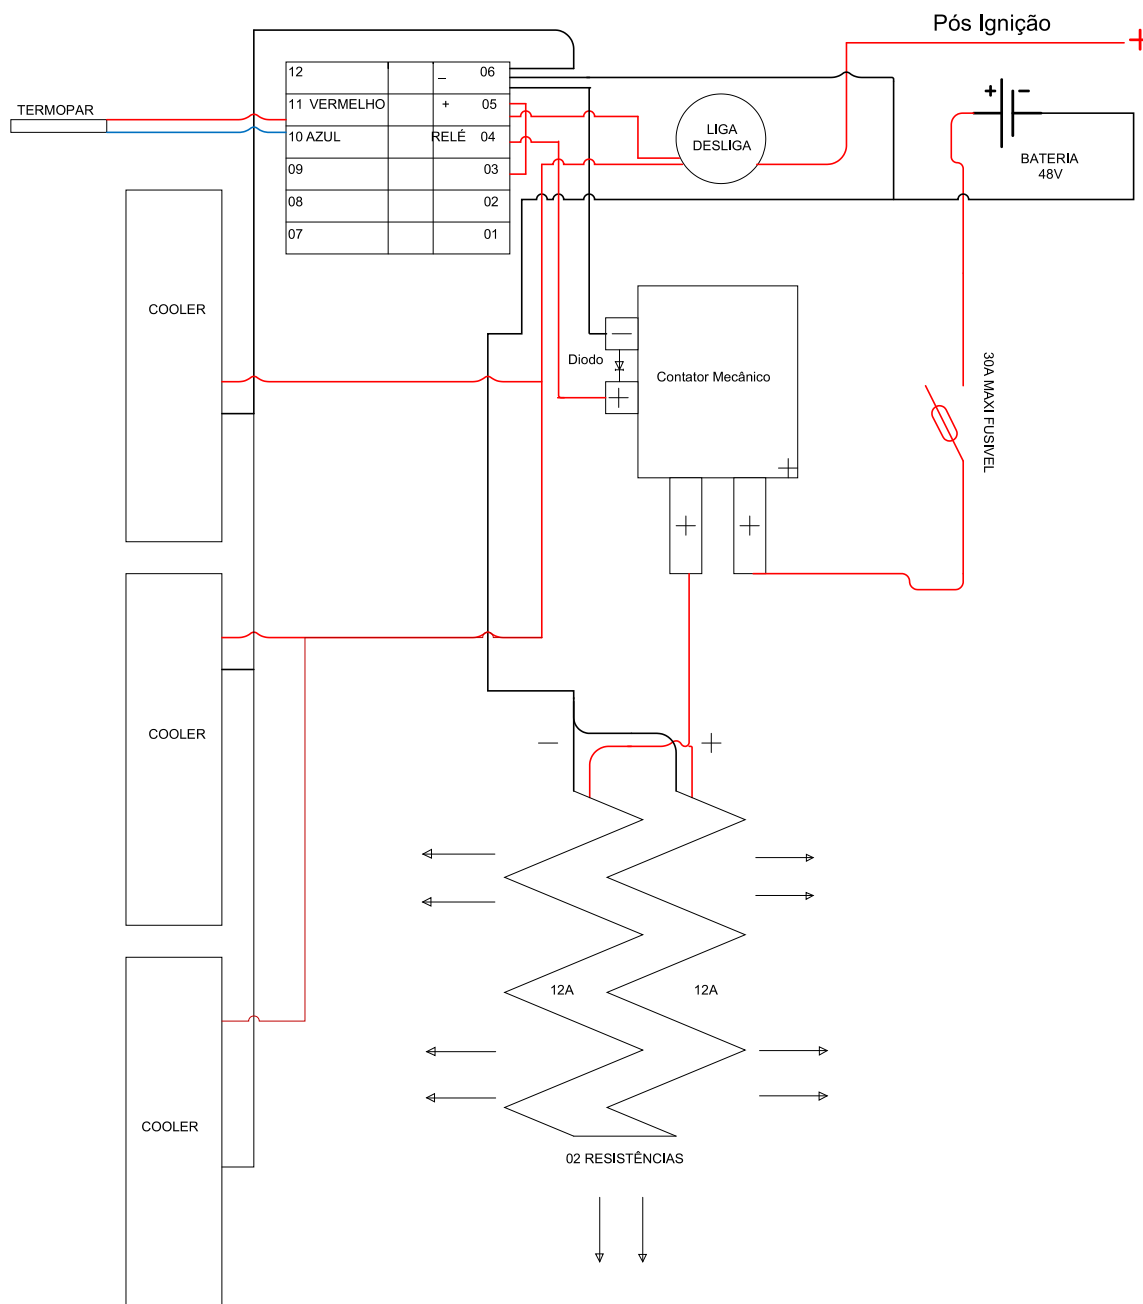 Pós Ignição
+
12
_
06
11 VERMELHO
+
05
10 AZUL
RELÉ
04
09
03
08
02
07
01
TERMOPAR
LIGA
DESLIGA
+ -
BATERIA
48V
COOLER
Diodo
-
+
Contator Mecânico
+
+
+
30A MAXI FUSIVEL
COOLER
-
+
12A
12A
COOLER
02 RESISTÊNCIAS